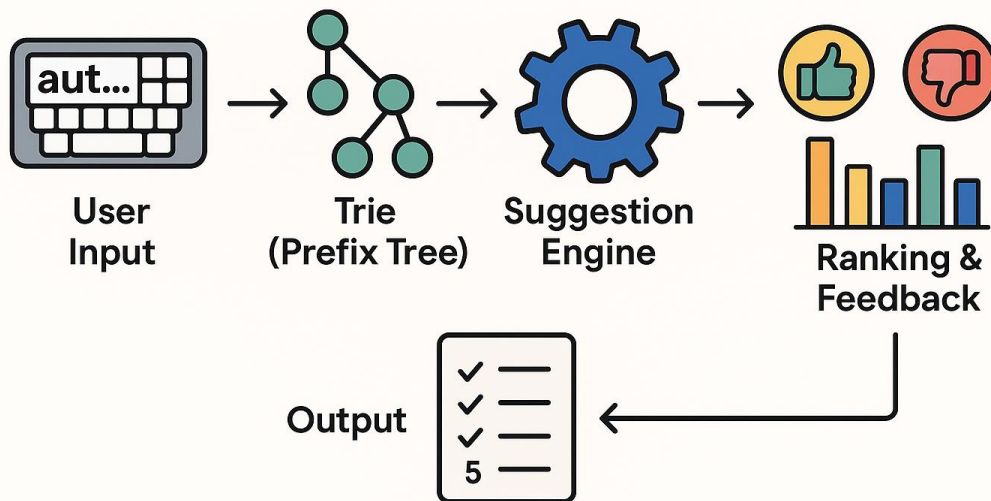 aut...
User
Input
Trie
(Prefix Tree)
Suggestion
Engine
Ranking &
Feedback
Output
5